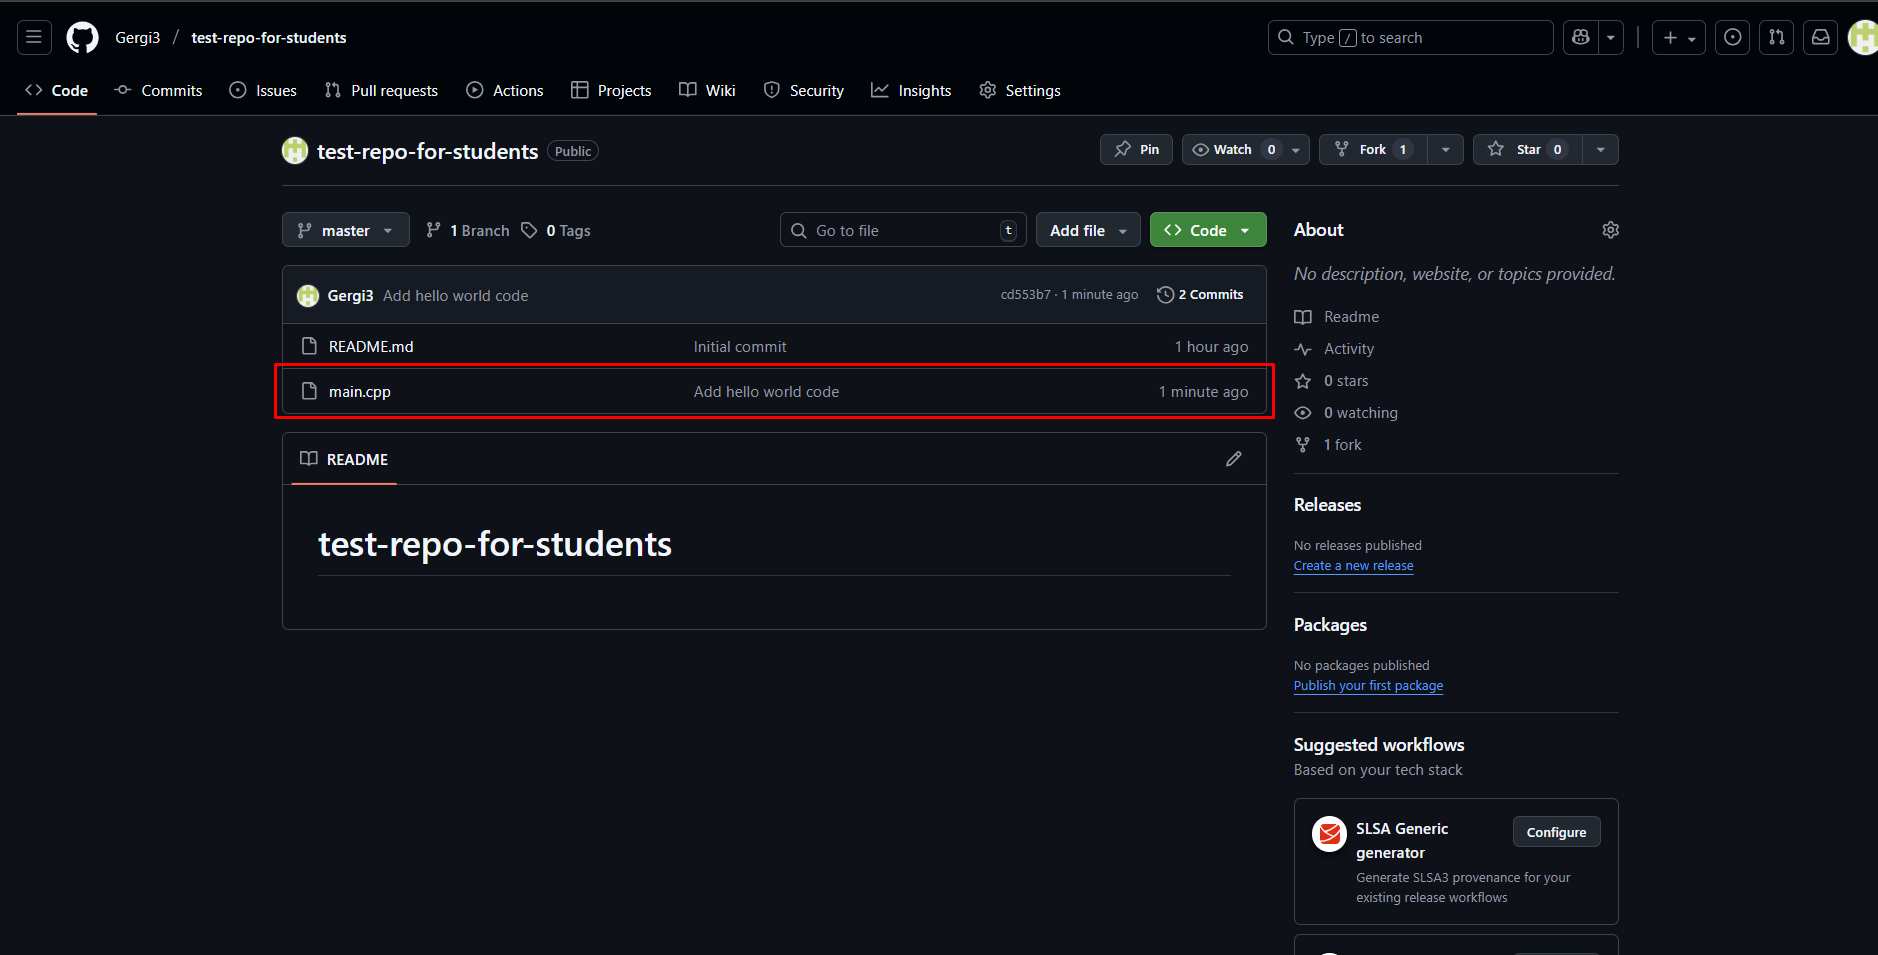 Gergi3 / test-repo-for-students
Type / to search
Code Commits Issues Pull requests Actions Projects Wiki Security Insights Settings
test-repo-for-students Public
Pin Watch 0 Fork 1 Star 0
master 1 Branch 0 Tags
Go to file t Add file Code
Gergi3 Add hello world code cd553b7 · 1 minute ago 2 Commits
README.md Initial commit 1 hour ago
main.cpp Add hello world code 1 minute ago
README
test-repo-for-students
About
No description, website, or topics provided.
Readme
Activity
0 stars
0 watching
1 fork
Releases
No releases published
Create a new release
Packages
No packages published
Publish your first package
Suggested workflows
Based on your tech stack
SLSA Generic
generator
Configure
Generate SLSA3 provenance for your
existing release workflows